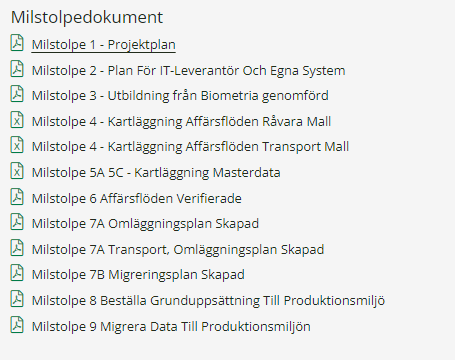 Milstolpedokument
Milstolpe 1 - Projektplan
Milstolpe 2 - Plan För IT-Leverantör Och Egna System
Milstolpe 3 - Utbildning från Biometria genomförd
Milstolpe 4 - Kartläggning Affärsflöden Råvara Mall
Milstolpe 4 - Kartläggning Affärsflöden Transport Mall
Milstolpe 5A 5C - Kartläggning Masterdata
Milstolpe 6 Affärsflöden Verifierade
Milstolpe 7A Omläggningsplan Skapad
Milstolpe 7A Transport, Omläggningsplan Skapad
Milstolpe 7B Migreringsplan Skapad
Milstolpe 8 Beställa Grunduppsättning Till Produktionsmiljö
Milstolpe 9 Migrera Data Till Produktionsmiljön